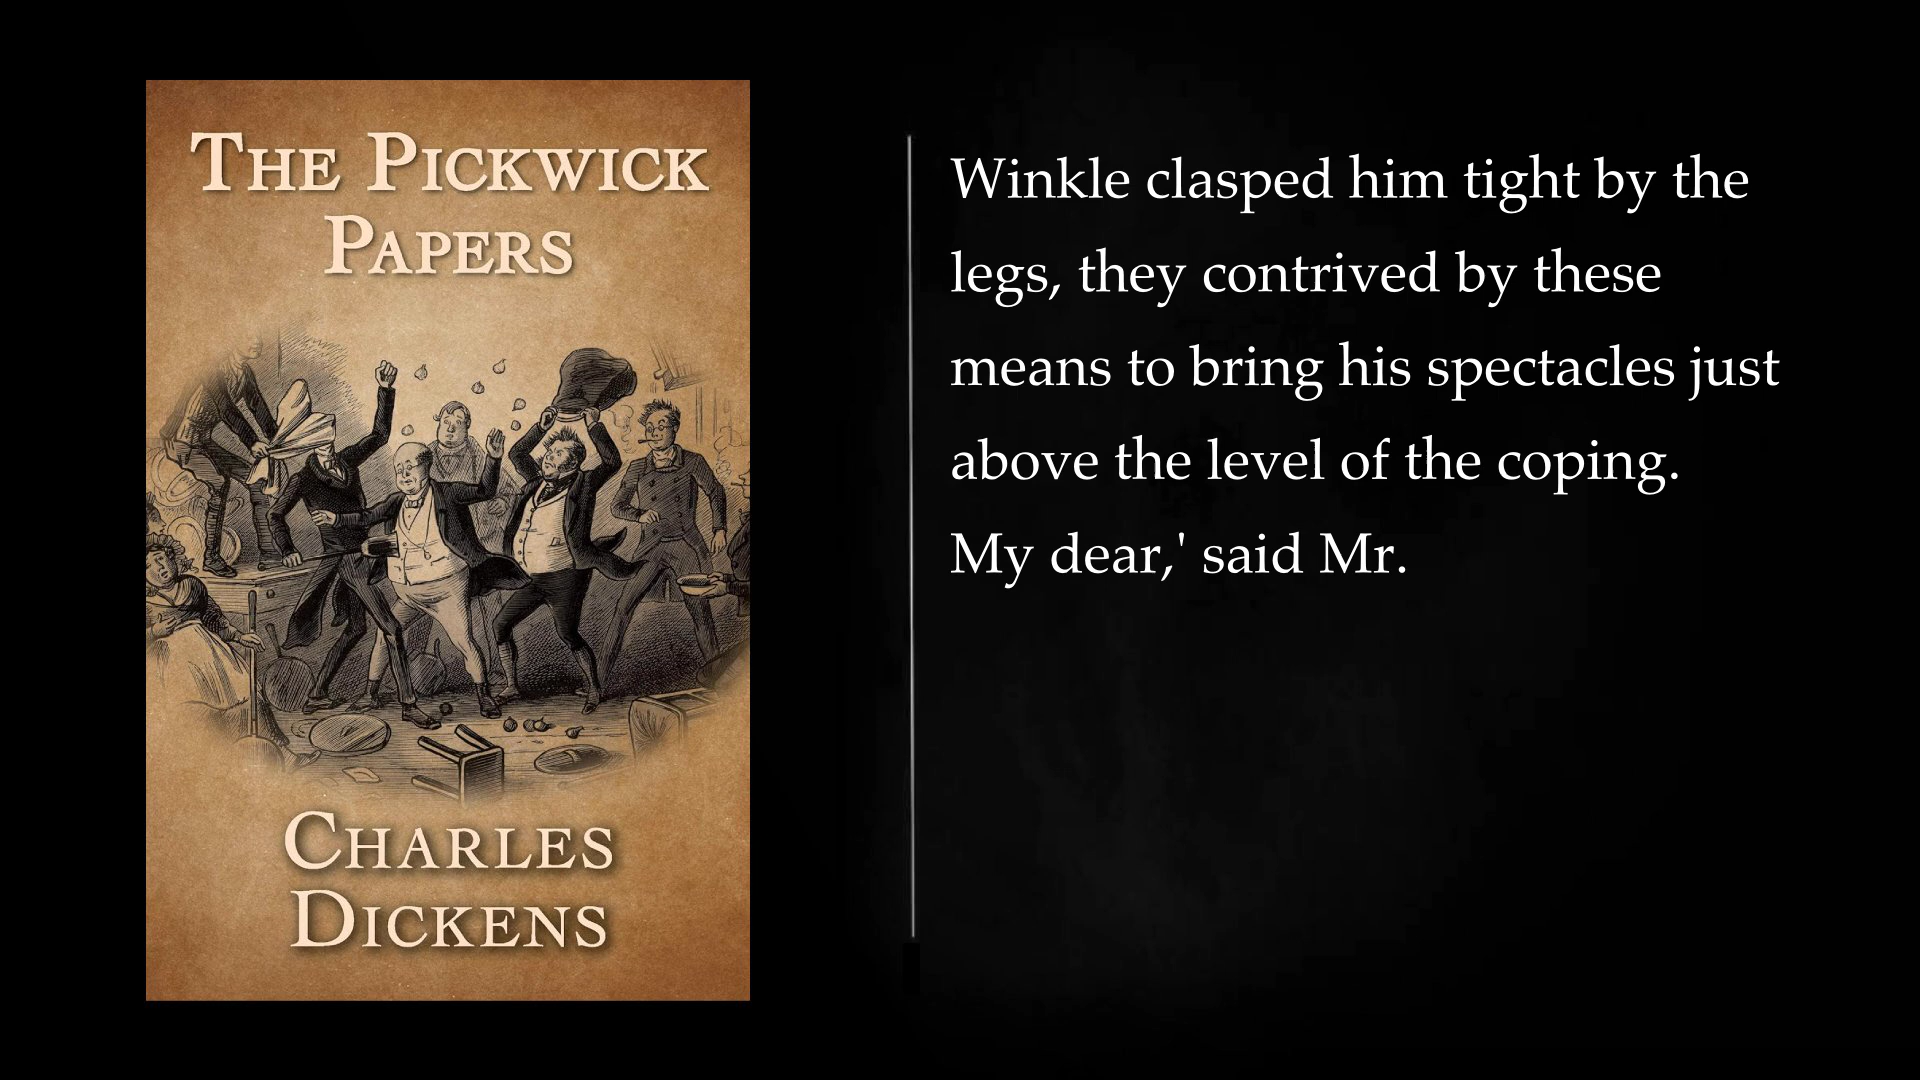 The Pickwick
Papers
Charles
Dickens
Winkle clasped him tight by the
legs, they contrived by these
means to bring his spectacles just
above the level of the coping.
My dear,' said Mr.